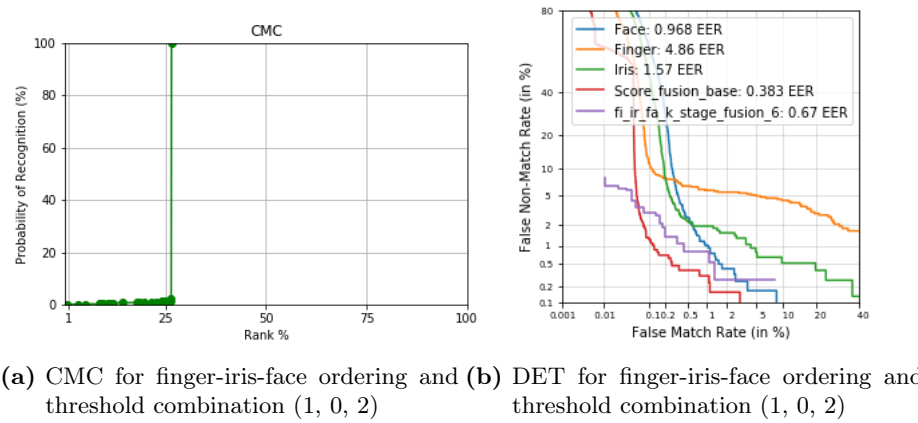 CMC
100
80
60
40
20
0
Probability of Recognition (%)
1 25 50 75 100
Rank %
80
40
20
10
5
2
1
0.5
0.2
0.1
False Non-Match Rate (in %)
Face: 0.968 EER
Finger: 4.86 EER
Iris: 1.57 EER
Score_fusion_base: 0.383 EER
fi_ir_fa_k_stage_fusion_6: 0.67 EER
0.001 0.01 0.10.2 0.5 1 2 5 10 20 40
False Match Rate (in %)
(a) CMC for finger-iris-face ordering and
threshold combination (1, 0, 2)
(b) DET for finger-iris-face ordering and
threshold combination (1, 0, 2)